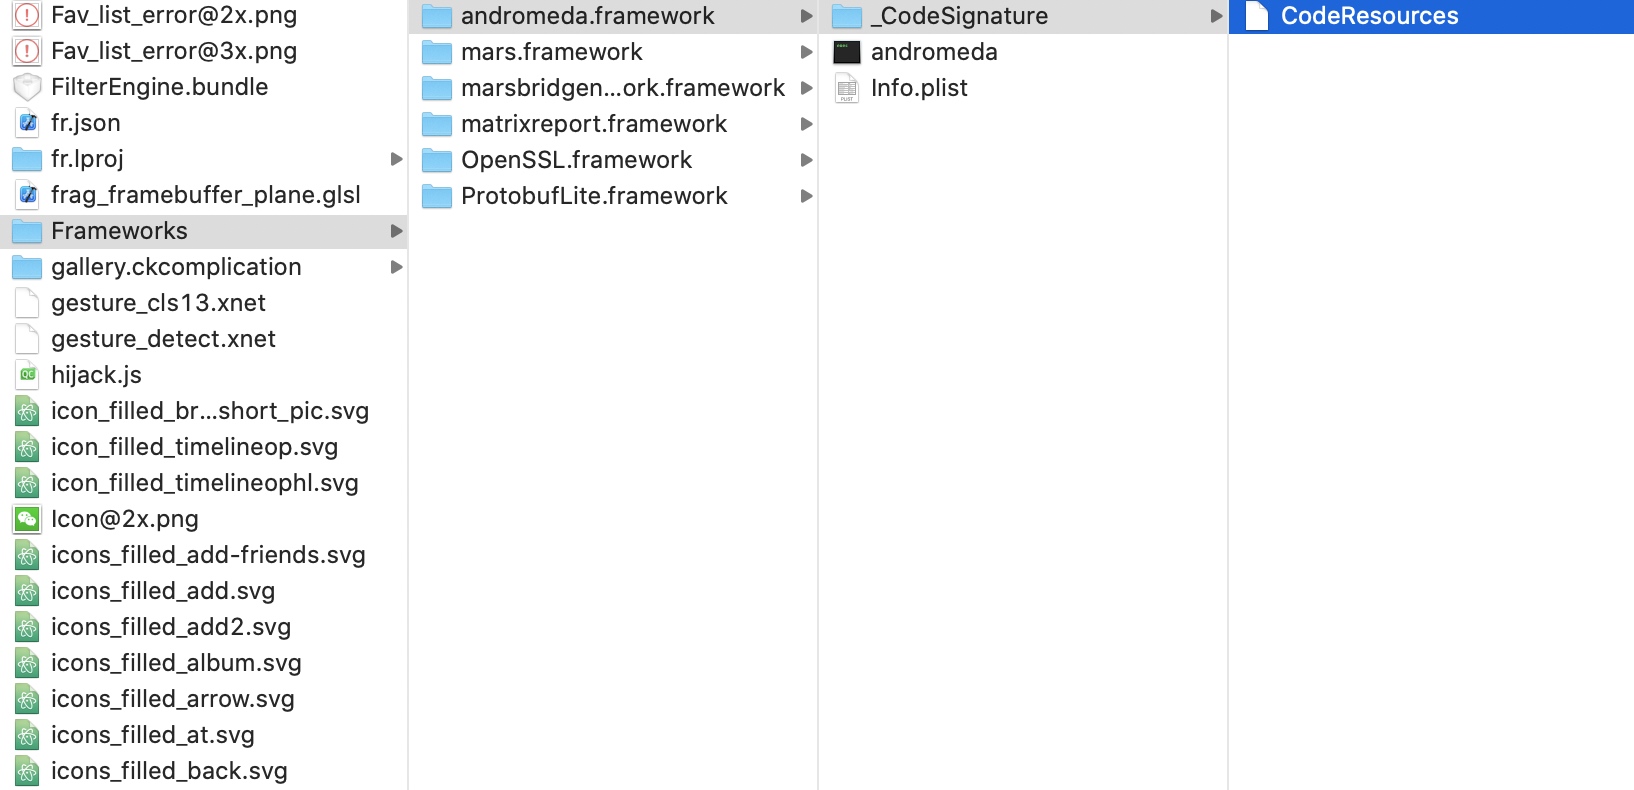 Fav_list_error@2x.png
Fav_list_error@3x.png
FilterEngine.bundle
fr.json
fr.lproj
frag_framebuffer_plane.glsl
Frameworks
gallery.ckcomplication
gesture_cls13.xnet
gesture_detect.xnet
hijack.js
icon_filled_br...short_pic.svg
icon_filled_timelineop.svg
icon_filled_timelineophl.svg
Icon@2x.png
icons_filled_add-friends.svg
icons_filled_add.svg
icons_filled_add2.svg
icons_filled_album.svg
icons_filled_arrow.svg
icons_filled_at.svg
icons_filled_back.svg
andromeda.framework
mars.framework
marsbridgen...ork.framework
matrixreport.framework
OpenSSL.framework
ProtobufLite.framework
_CodeSignature
andromeda
Info.plist
CodeResources